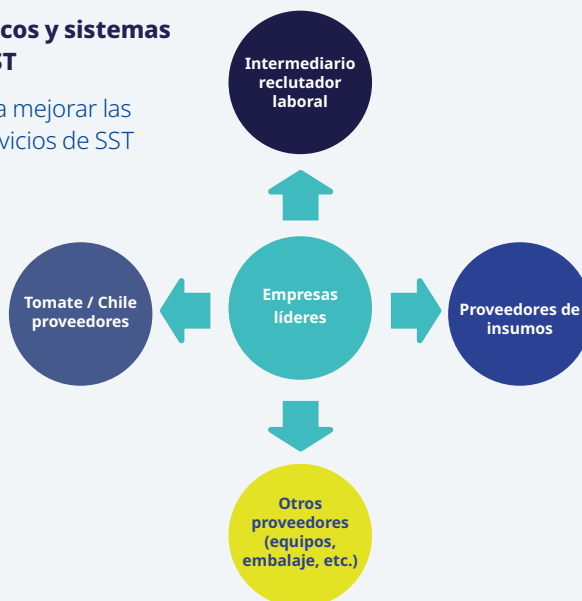 cos y sistemas
ST
a mejorar las
vicios de SST
Intermediario
reclutador
laboral
Tomate / Chile
proveedores
Empresas
líderes
Proveedores de
insumos
Otros
proveedores
(equipos,
embalaje, etc.)